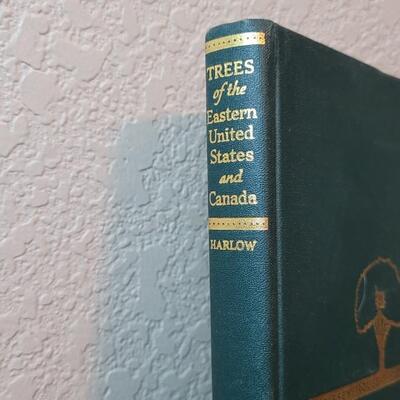 TREES
of the
Eastern
United
States
and
Canada
HARLOW